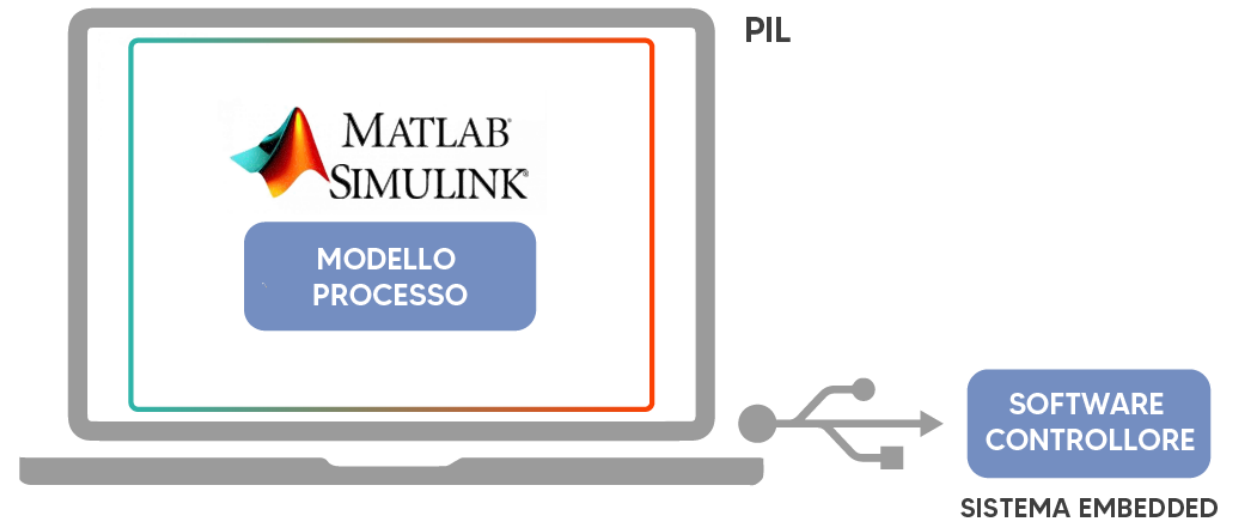 PIL
MATLAB®
SIMULINK®
MODELLO
PROCESSO
SOFTWARE
CONTROLLORE
SISTEMA EMBEDDED